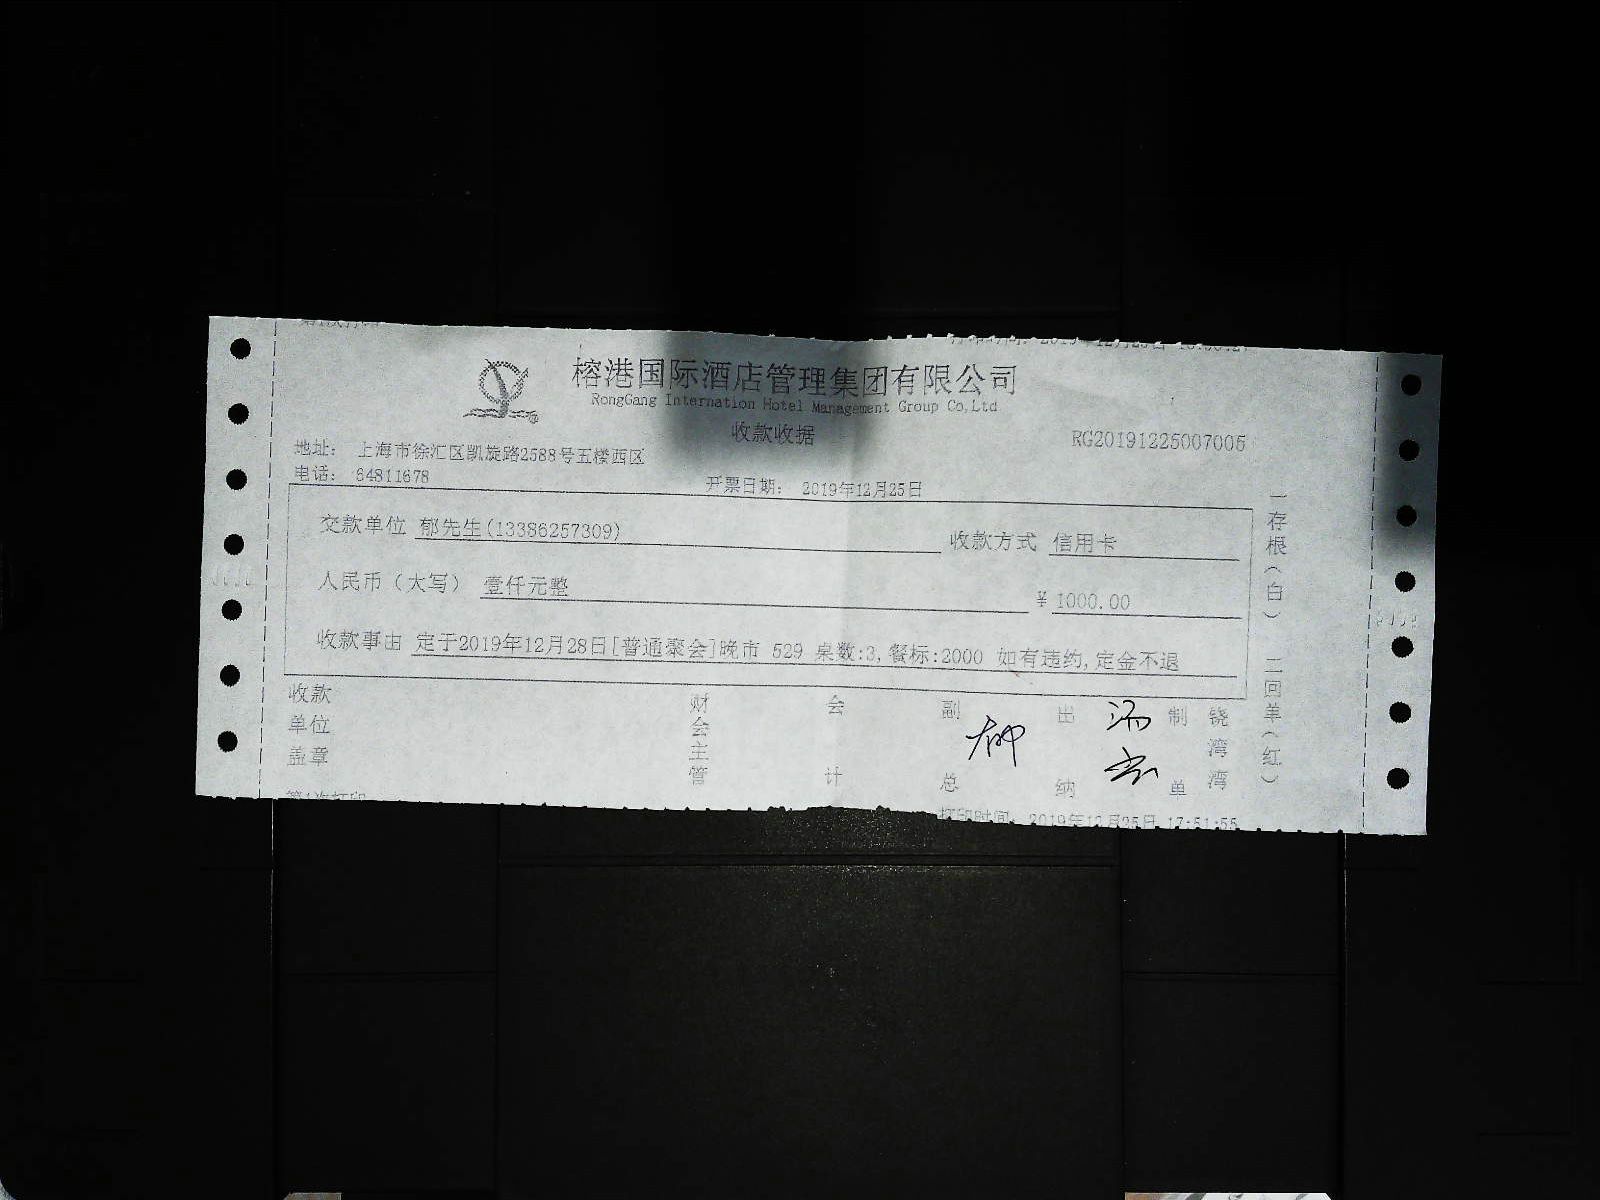 榕港国际酒店管理集团有限公司
RongGang Internation Hotel Management Group Co,Ltd
收款收据
RG20191225007005
地址： 上海市徐汇区凯旋路2588号五楼西区
电话： 64811678
开票日期： 2019年12月25日
交款单位 郁先生(13386257309) 收款方式 信用卡
人民币（大写） 壹仟元整 ¥ 1000.00
收款事由 定于2019年12月28日[普通聚会]晚市 529 桌数:3,餐标:2000 如有违约,定金不退
收款单位盖章 财会主管 会计 副总 出纳 制单 饶湾湾
一存根(白) 二回单(红)
第1次打印
打印时间: 2019年12月25日 17:51:55